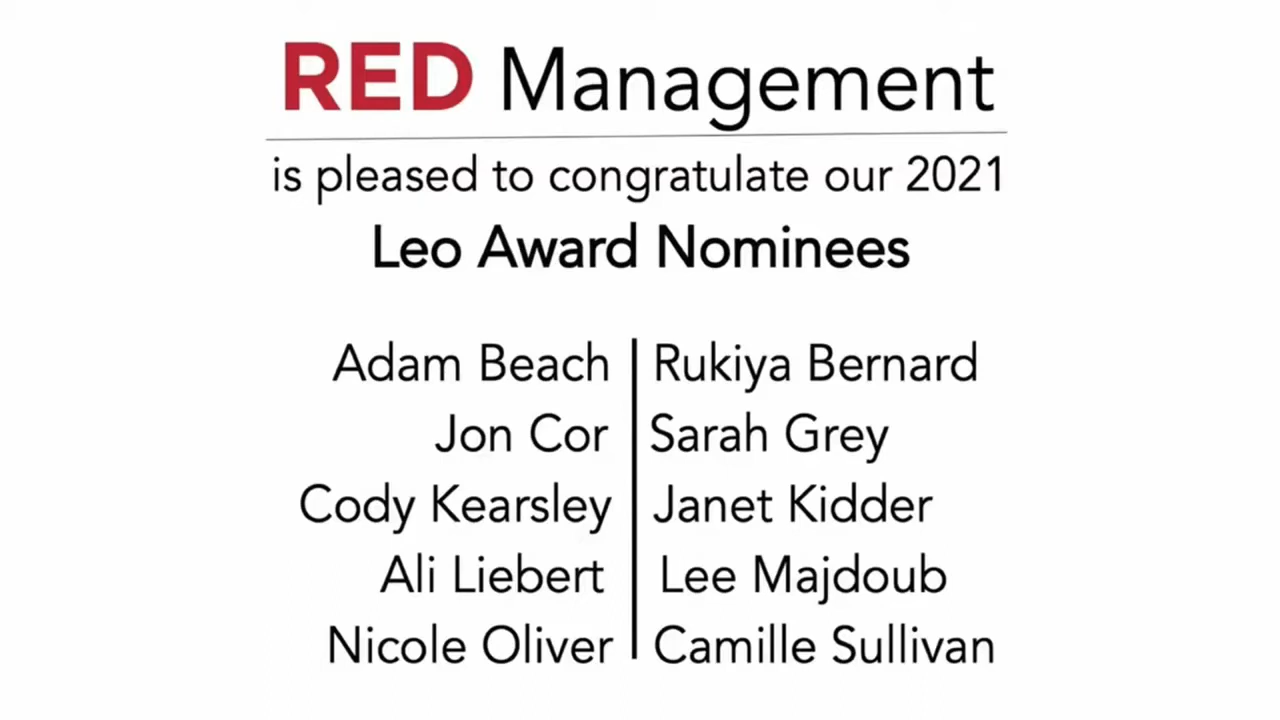 RED Management
is pleased to congratulate our 2021
Leo Award Nominees
Adam Beach
Jon Cor
Cody Kearsley
Ali Liebert
Nicole Oliver
Rukiya Bernard
Sarah Grey
Janet Kidder
Lee Majdoub
Camille Sullivan